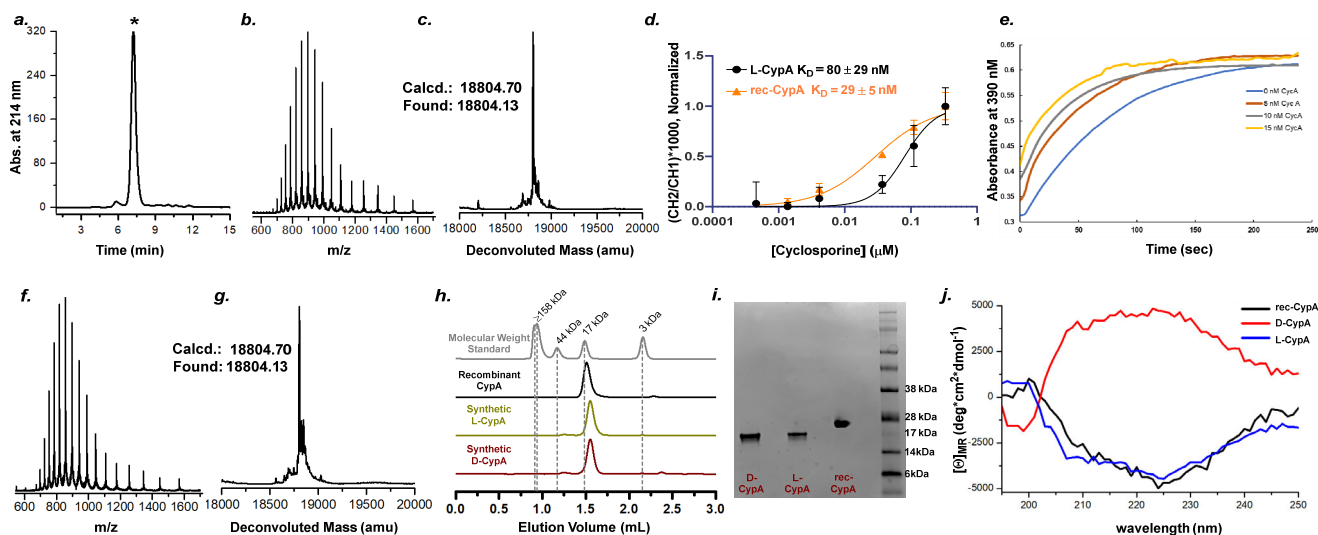 a.
*
Abs. at 214 nm
320
240
160
80
0
3
6
9
12
15
Time (min)
b.
600
800
1000
1200
1400
1600
m/z
c.
Calcd.: 18804.70
Found: 18804.13
18000
19000
20000
Deconvoluted Mass (amu)
d.
(CH2/CH1)*1000, Normalized
1.5
1.0
0.5
0.0
L-CypA KD = 80 ± 29 nM
rec-CypA KD = 29 ± 5 nM
0.0001
0.001
0.01
0.1
1
[Cyclosporine] (μM)
e.
Absorbance at 390 nM
0.65
0.6
0.55
0.5
0.45
0.4
0.35
0.3
0 nM CycA
5 nM Cyc A
10 nM CycA
15 nM CycA
0
50
100
150
200
250
Time (sec)
f.
600
800
1000
1200
1400
1600
m/z
g.
Calcd.: 18804.70
Found: 18804.13
18000
19000
20000
Deconvoluted Mass (amu)
h.
≥158 kDa
44 kDa
17 kDa
3 kDa
Molecular Weight
Standard
Recombinant
CypA
Synthetic
L-CypA
Synthetic
D-CypA
0.0
0.5
1.0
1.5
2.0
2.5
3.0
Elution Volume (mL)
i.
38 kDa
28 kDa
17 kDa
14kDa
6kDa
D-
CypA
L-
CypA
rec-
CypA
j.
[Θ]MR (deg*cm2*dmol-1)
5000
2500
0
-2500
-5000
rec-CypA
D-CypA
L-CypA
200
210
220
230
240
250
wavelength (nm)